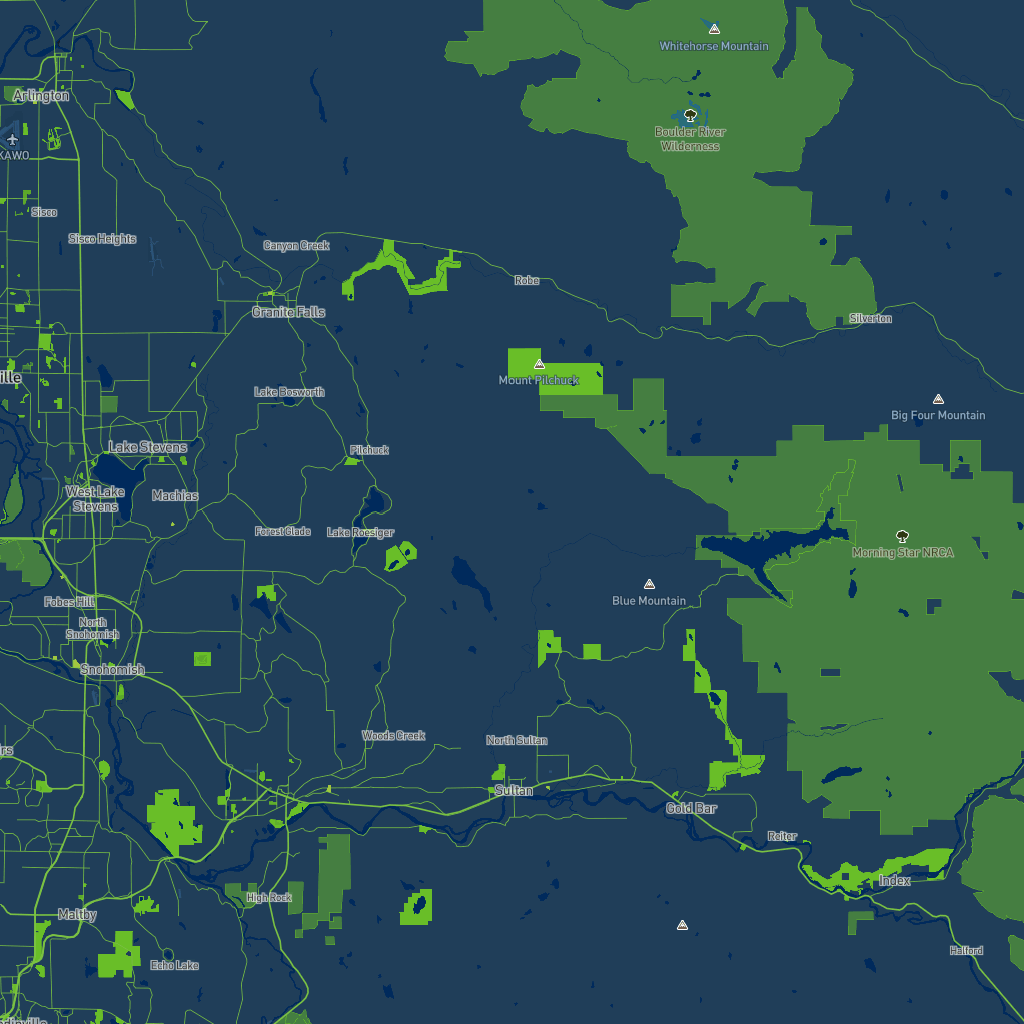 Whitehorse Mountain
Arlington
Boulder River
Wilderness
KAWO
Sisco
Sisco Heights
Canyon Creek
Robe
Granite Falls
Silverton
ville
Mount Pilchuck
Lake Bosworth
Big Four Mountain
Lake Stevens
Pilchuck
West Lake
Stevens
Machias
Forest Glade
Lake Roesiger
Morning Star NRCA
Fobes Hill
Blue Mountain
North
Snohomish
Snohomish
Woods Creek
North Sultan
rs
Sultan
Gold Bar
Reiter
Index
High Rock
Maltby
Halford
Echo Lake